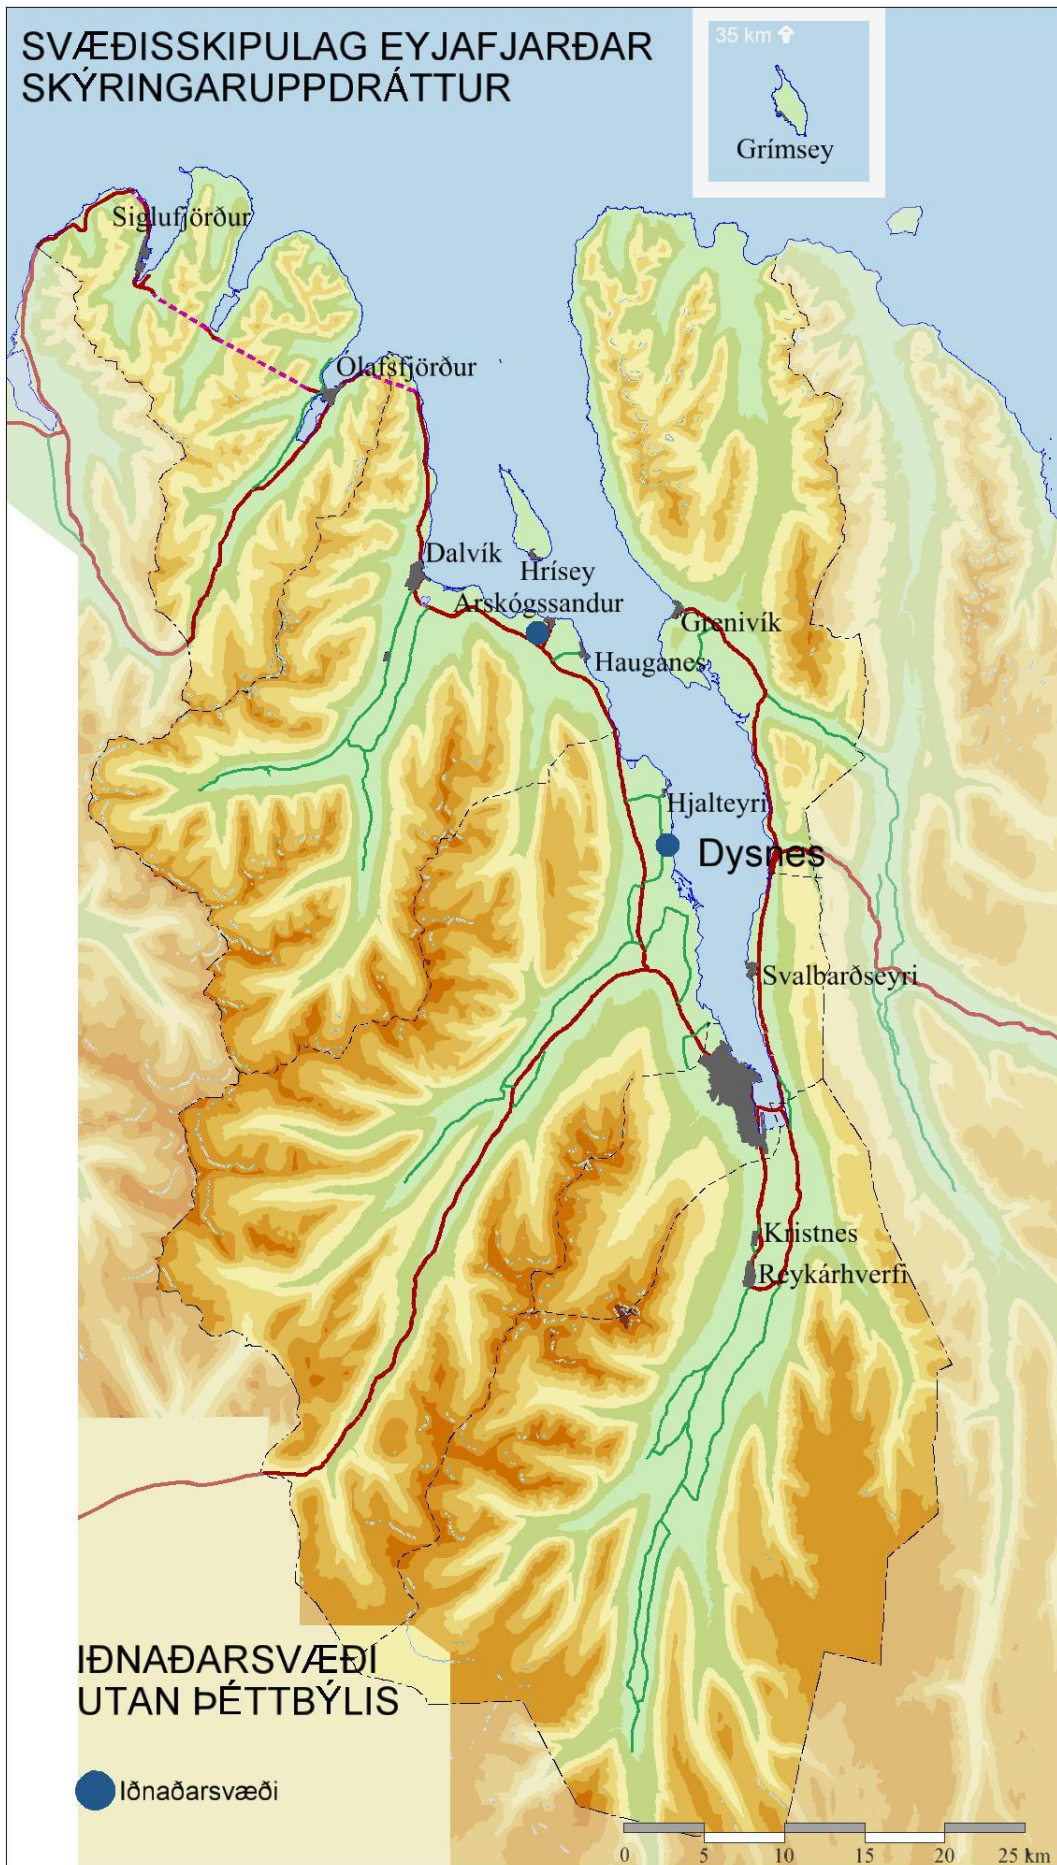 SVÆÐISSKIPULAG EYJAFJARÐAR
SKÝRINGARUPPDRÁTTUR
35 km
Grímsey
Siglufjörður
Ólafsfjörður
Dalvík
Hrísey
Arskógssandur
Grenivík
Hauganes
Hjalteyri
Dysnes
Svalbarðseyri
Kristnes
Reykárhverfi
IÐNAÐARSVÆÐI
UTAN ÞÉTTBÝLIS
Iðnaðarsvæði
0 5 10 15 20 25 km